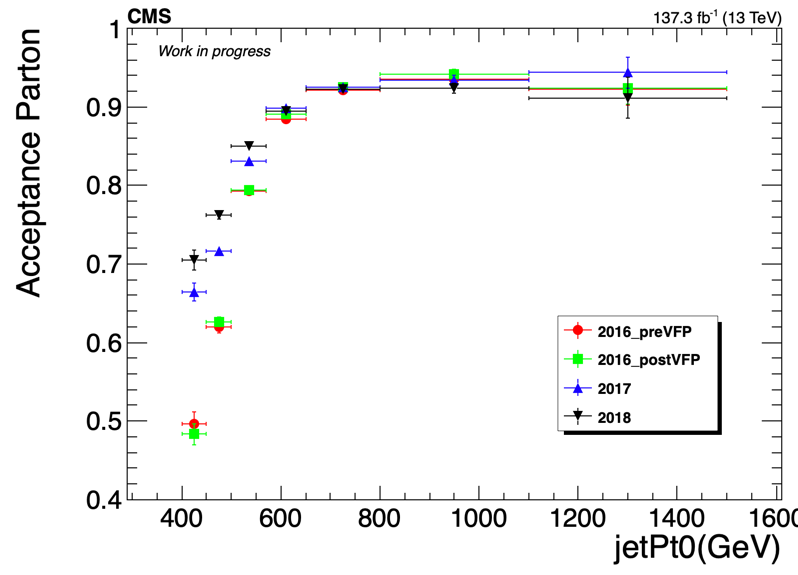 CMS
137.3 fb⁻¹ (13 TeV)
Work in progress
Acceptance Parton
1
0.9
0.8
0.7
0.6
0.5
0.4
2016_preVFP
2016_postVFP
2017
2018
400 600 800 1000 1200 1400 1600
jetPt0(GeV)